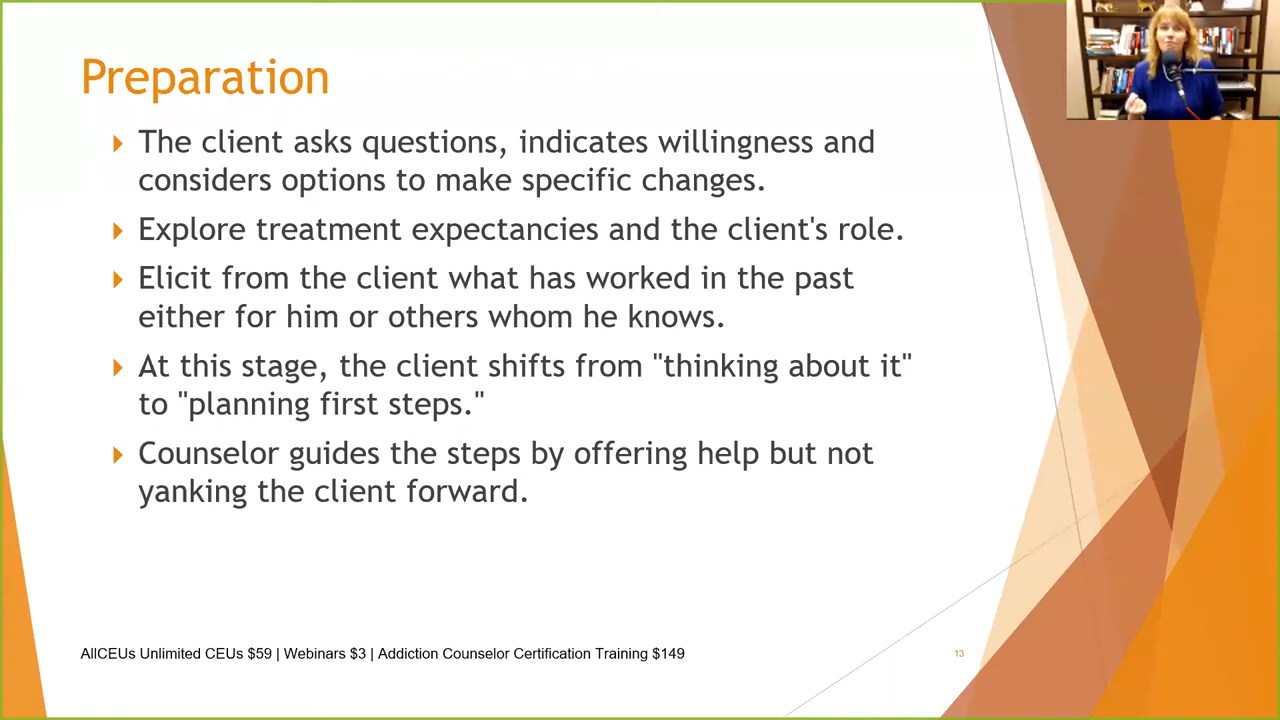 Preparation
The client asks questions, indicates willingness and
considers options to make specific changes.
Explore treatment expectancies and the client's role.
Elicit from the client what has worked in the past
either for him or others whom he knows.
At this stage, the client shifts from "thinking about it"
to "planning first steps."
Counselor guides the steps by offering help but not
yanking the client forward.
AllCEUs Unlimited CEUs $59 | Webinars $3 | Addiction Counselor Certification Training $149
13